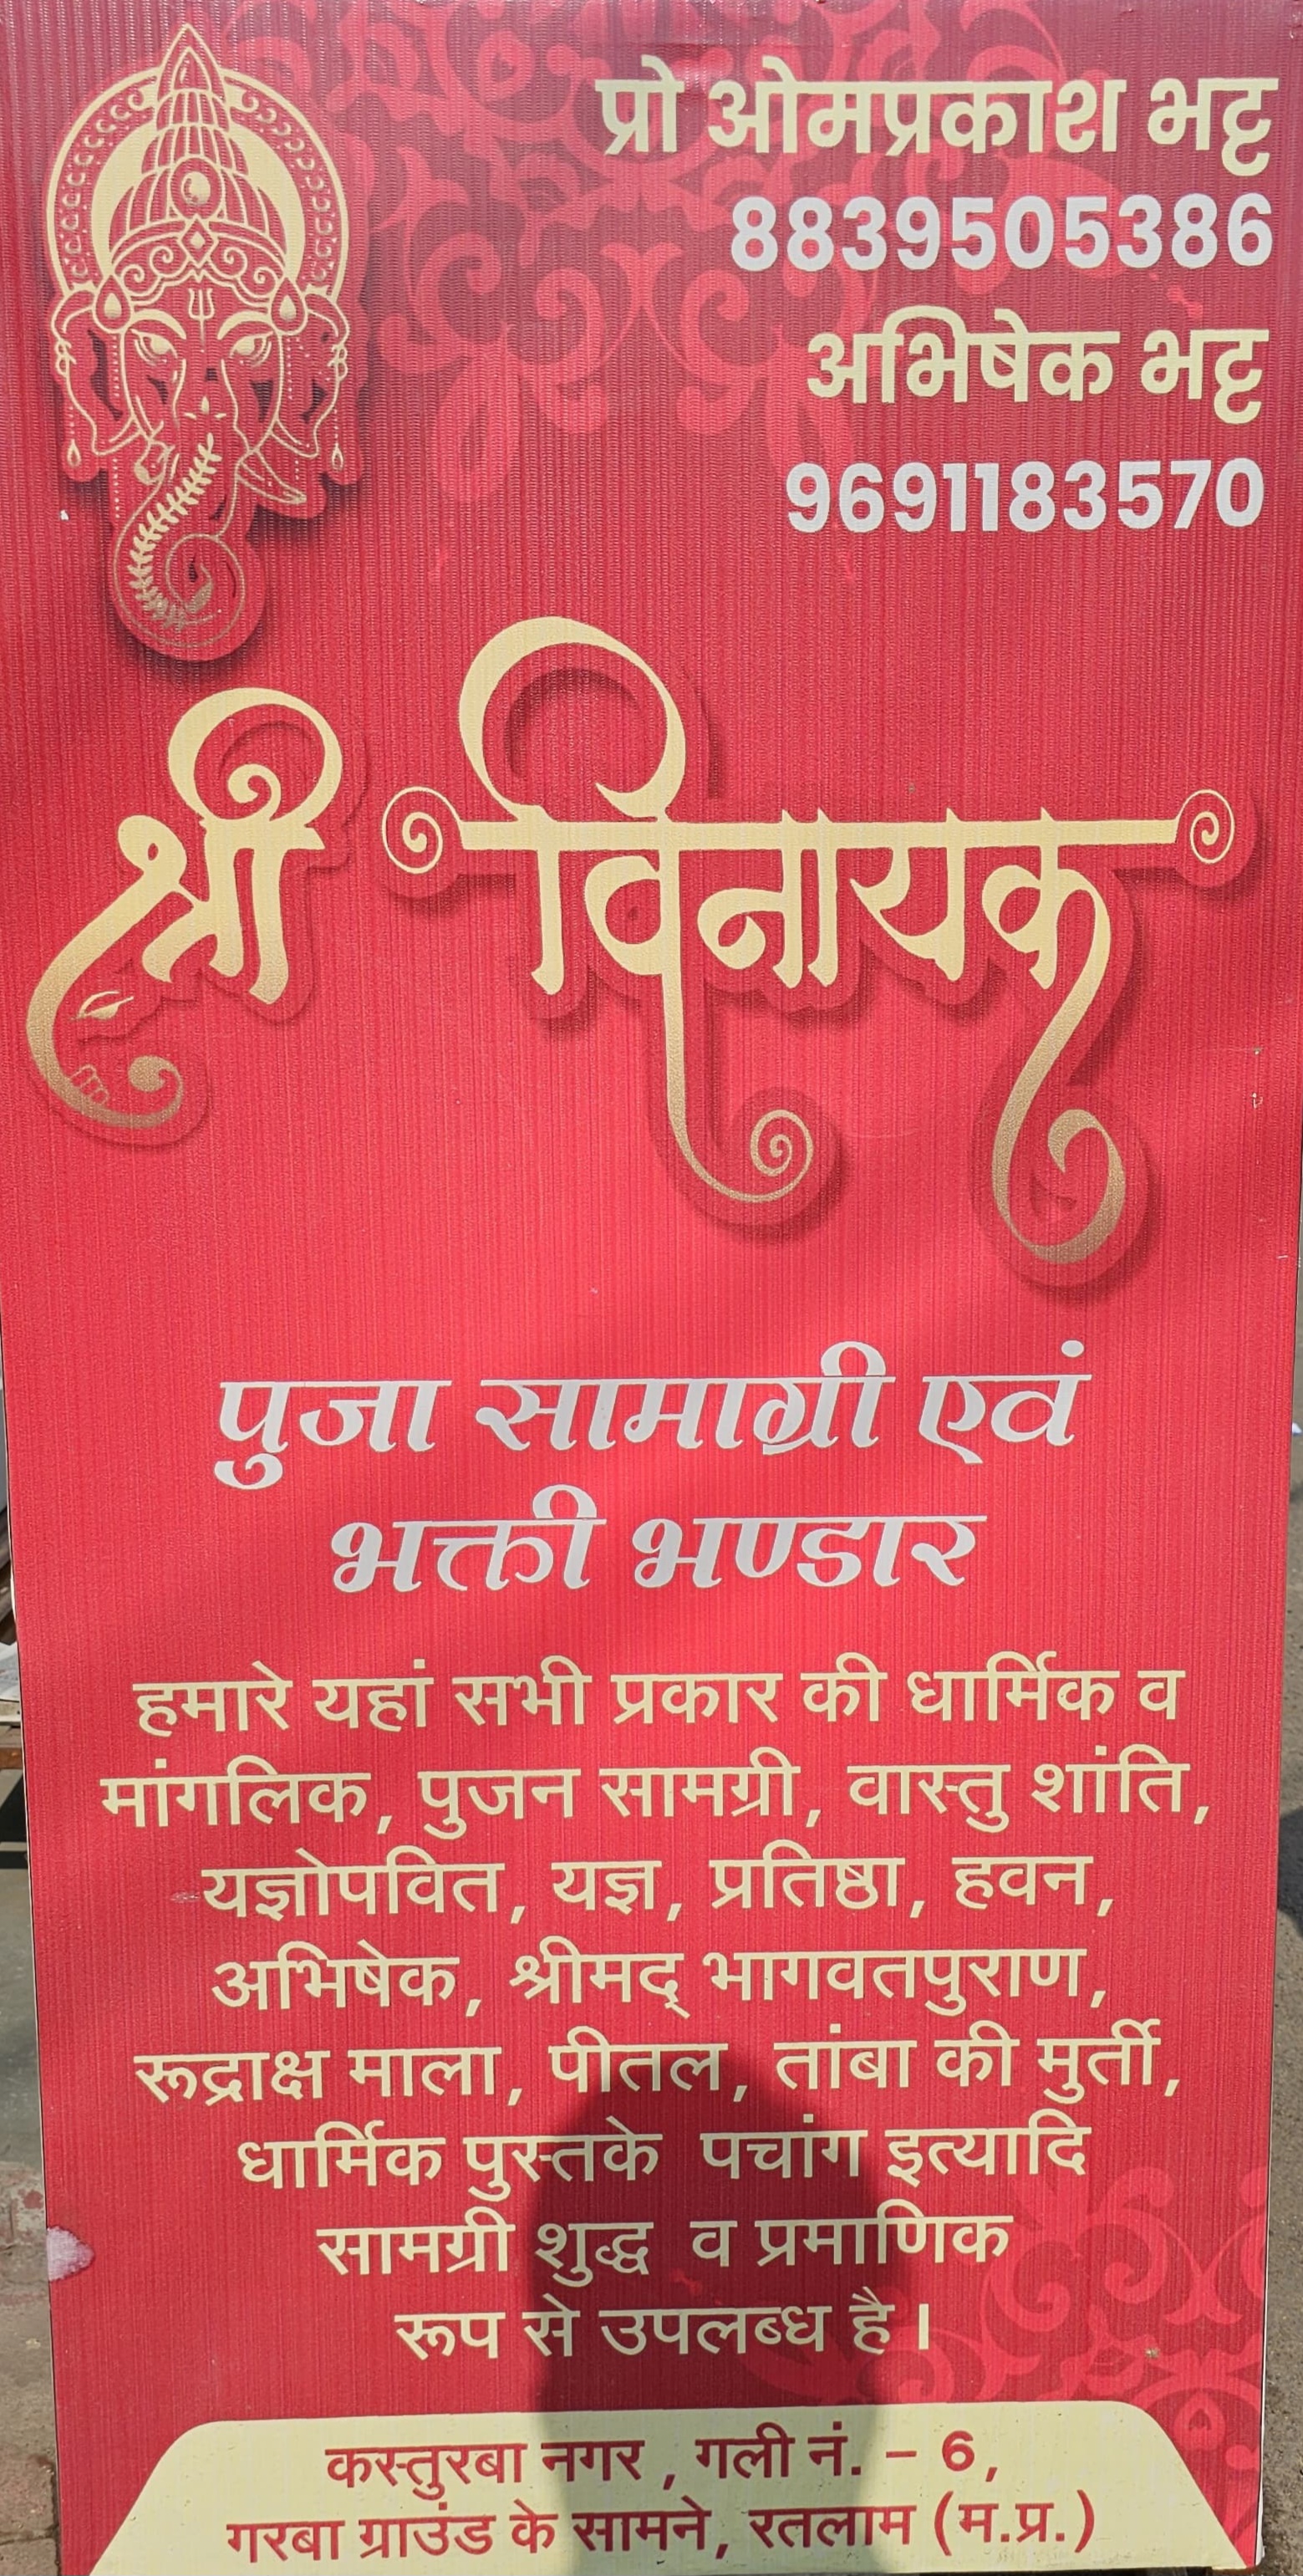 प्रो ओमप्रकाश भट्ट
8839505386
अभिषेक भट्ट
9691183570
श्री विनायक
पुजा सामाग्री एवं
भक्ती भण्डार
हमारे यहां सभी प्रकार की धार्मिक व
मांगलिक, पुजन सामग्री, वास्तु शांति,
यज्ञोपवित, यज्ञ, प्रतिष्ठा, हवन,
अभिषेक, श्रीमद् भागवतपुराण,
रूद्राक्ष माला, पीतल, तांबा की मुर्ती,
धार्मिक पुस्तके पचांग इत्यादि
सामग्री शुद्ध व प्रमाणिक
रूप से उपलब्ध है।
कस्तुरबा नगर , गली नं. – 6,
गरबा ग्राउंड के सामने, रतलाम (म.प्र.)